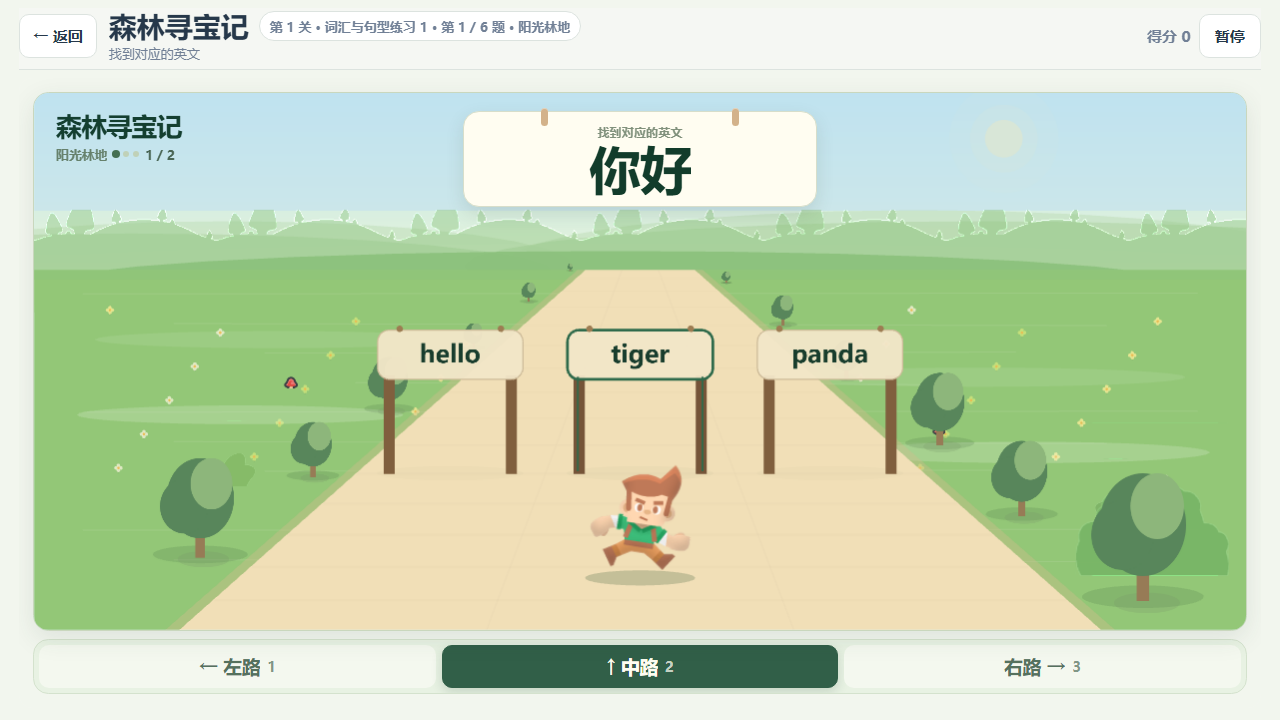 ← 返回
森林寻宝记
第 1 关 • 词汇与句型练习 1 • 第 1 / 6 题 • 阳光林地
找到对应的英文
得分 0
暂停
森林寻宝记
阳光林地
1 / 2
找到对应的英文
你好
hello
tiger
panda
← 左路 1
↑ 中路 2
右路 → 3